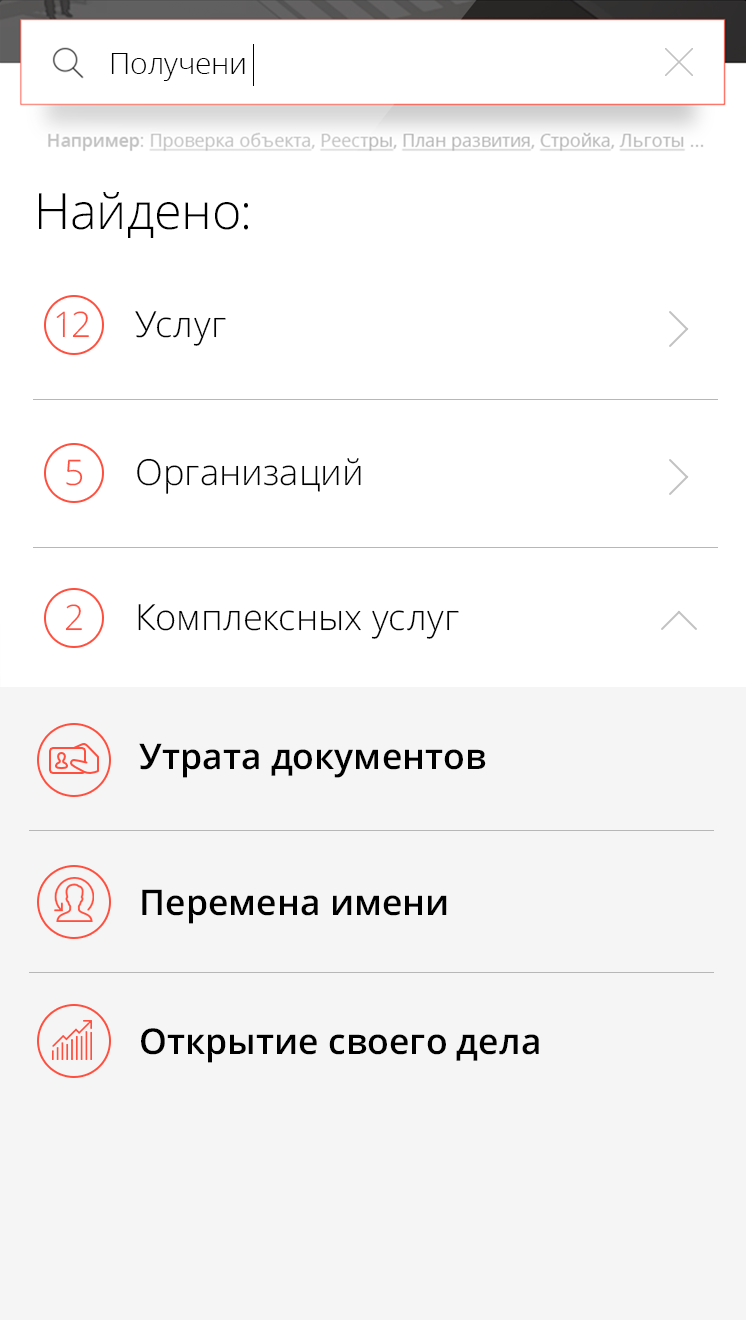 Получени
Например: Проверка объекта, Реестры, План развития, Стройка, Льготы ...
Найдено:
12 Услуг
5 Организаций
2 Комплексных услуг
Утрата документов
Перемена имени
Открытие своего дела